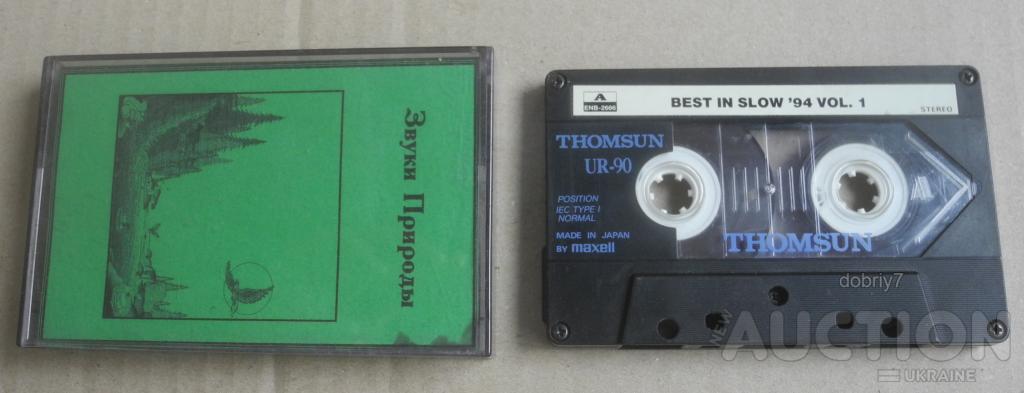 Звуки Природы
A
ENB-2666
BEST IN SLOW '94 VOL. 1
STEREO
THOMSUN
UR-90
POSITION
IEC TYPE I
NORMAL
MADE IN JAPAN
BY maxell
THOMSUN
dobriy7
NEW
AUCTION
UKRAINE